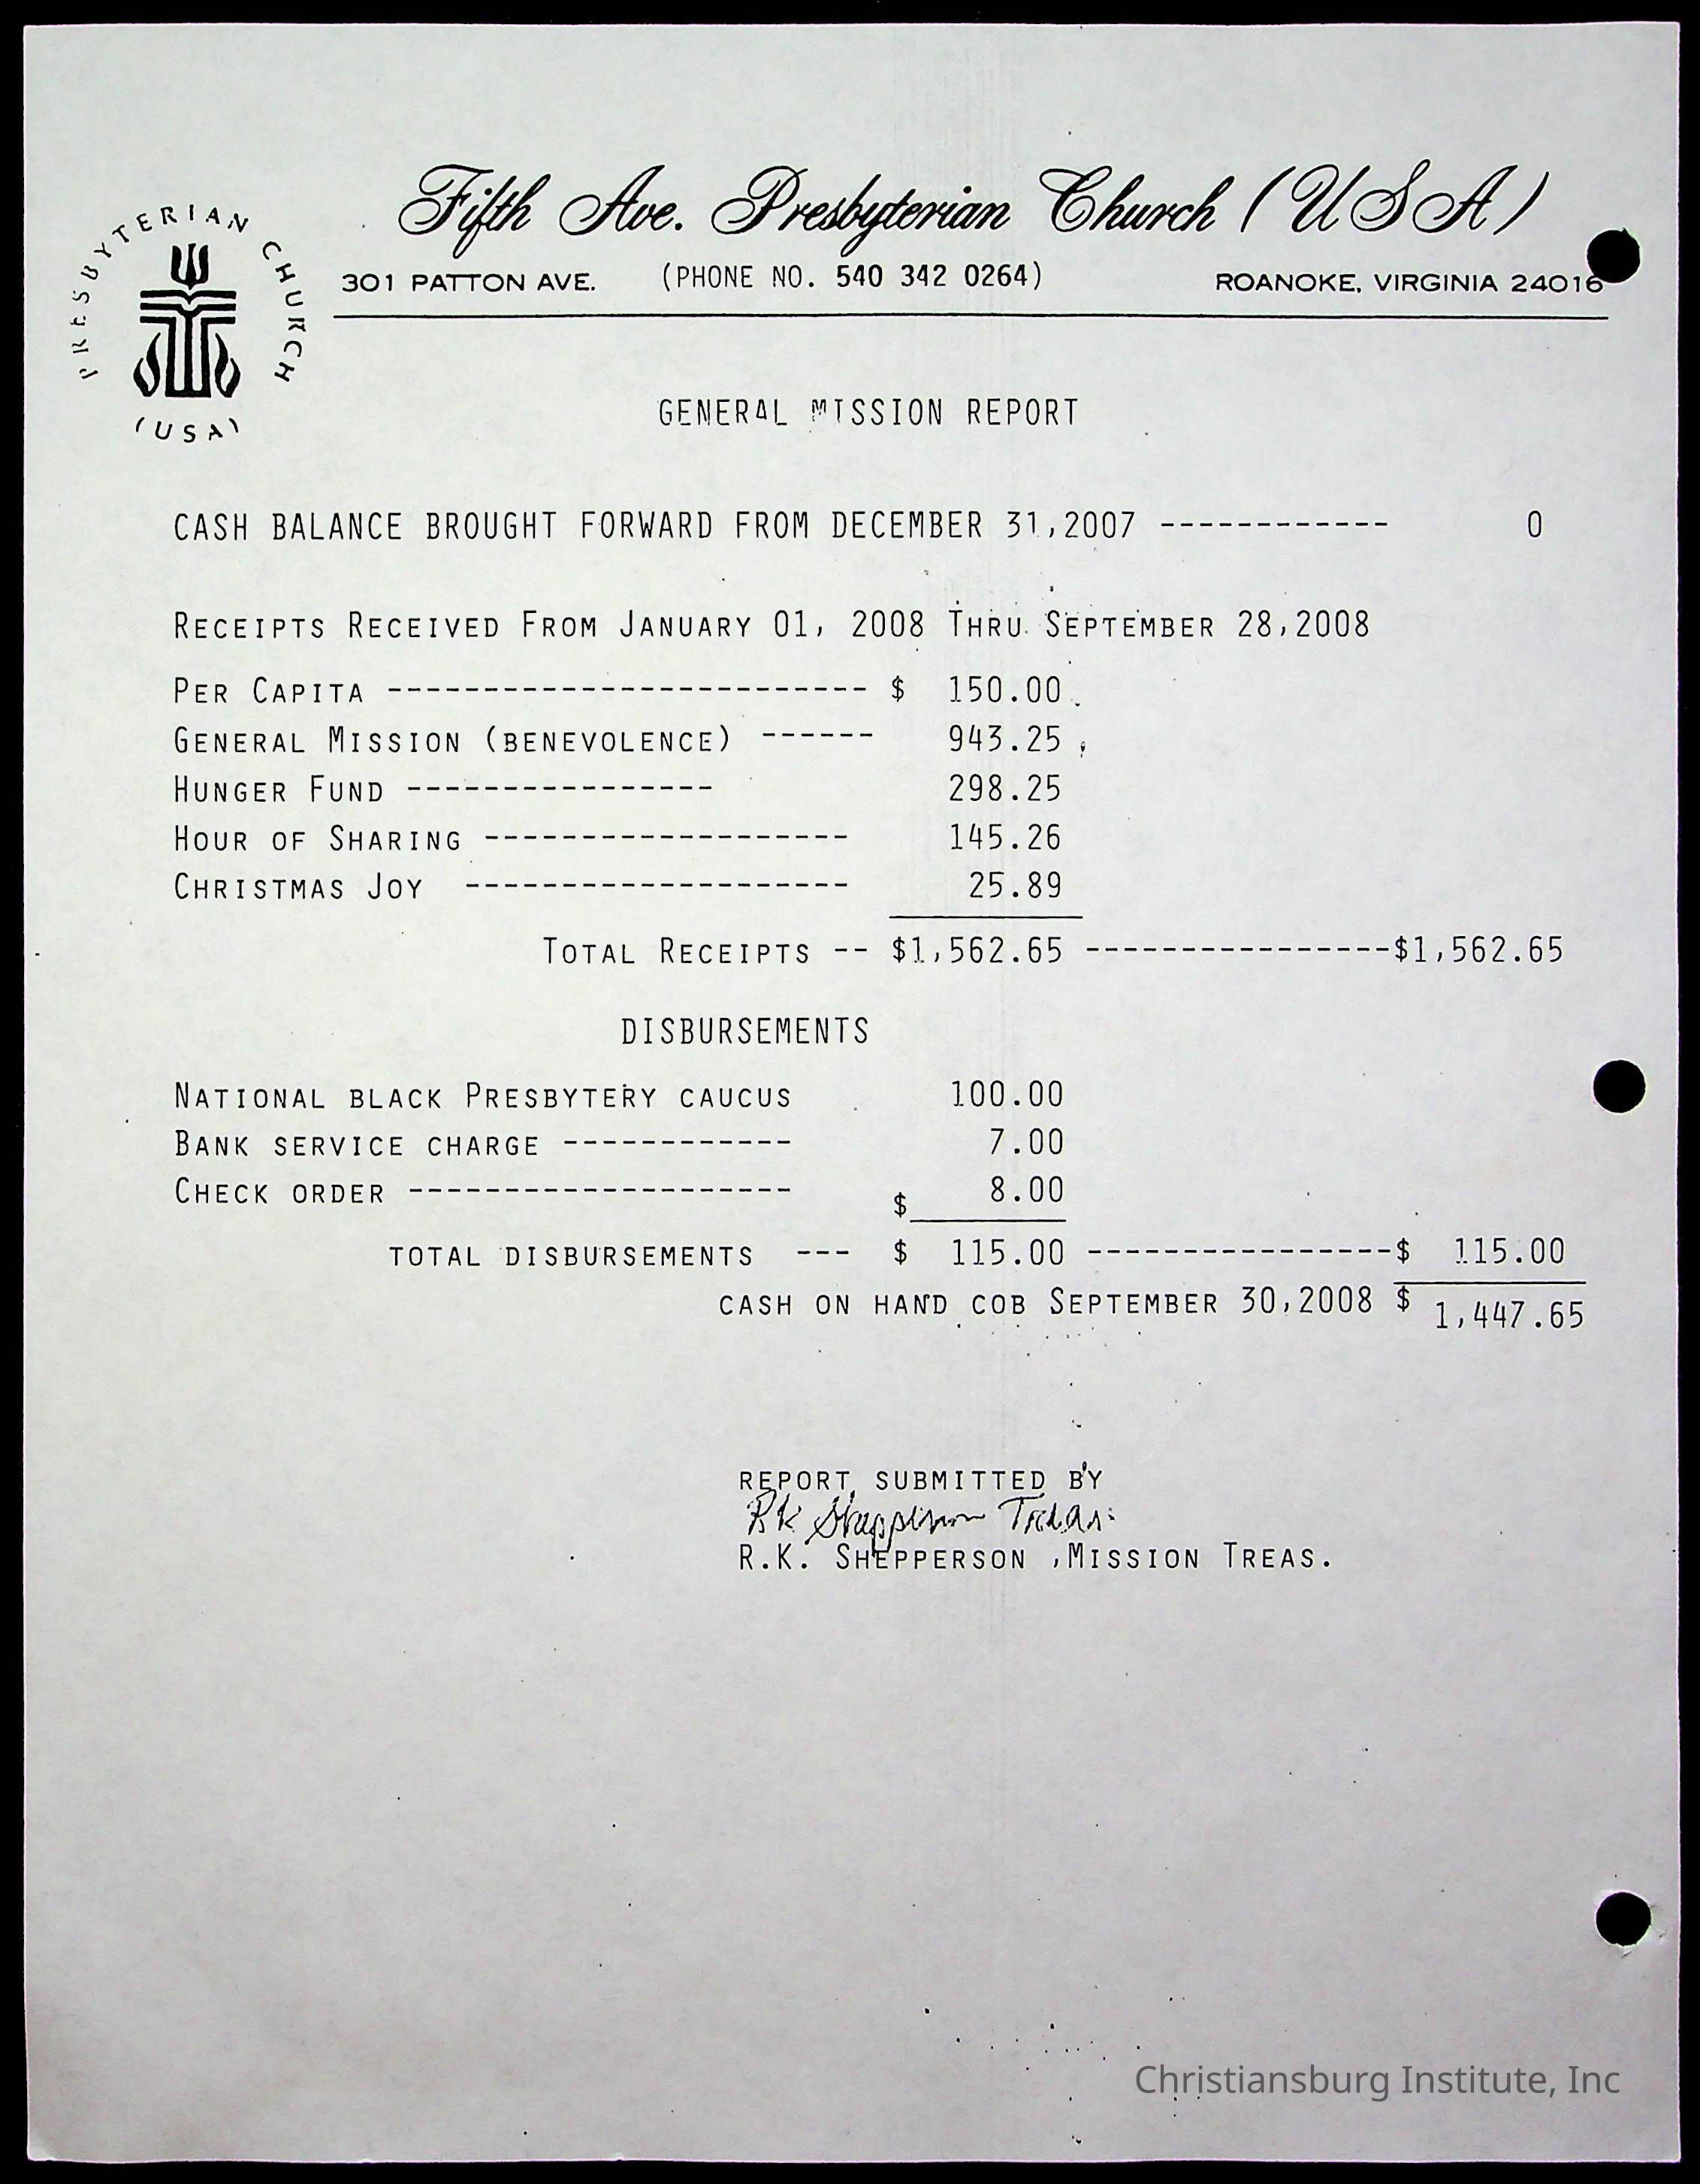 Fifth Ave. Presbyterian Church (USA)
PRESBYTERIAN CHURCH
(USA)
301 PATTON AVE. (PHONE NO. 540 342 0264) ROANOKE, VIRGINIA 24016
GENERAL MISSION REPORT
CASH BALANCE BROUGHT FORWARD FROM DECEMBER 31,2007 ------------ 0
RECEIPTS RECEIVED FROM JANUARY 01, 2008 THRU SEPTEMBER 28,2008
PER CAPITA ------------------------- $ 150.00
GENERAL MISSION (BENEVOLENCE) ------ 943.25
HUNGER FUND ---------------- 298.25
HOUR OF SHARING ------------------- 145.26
CHRISTMAS JOY -------------------- 25.89
TOTAL RECEIPTS -- $1,562.65 ----------------$1,562.65
DISBURSEMENTS
NATIONAL BLACK PRESBYTERY CAUCUS 100.00
BANK SERVICE CHARGE ------------ 7.00
CHECK ORDER -------------------- $ 8.00
TOTAL DISBURSEMENTS --- $ 115.00 ----------------$ 115.00
CASH ON HAND COB SEPTEMBER 30,2008 $ 1,447.65
REPORT SUBMITTED BY
RK Shepperson Treas.
R.K. SHEPPERSON ,MISSION TREAS.
Christiansburg Institute, Inc